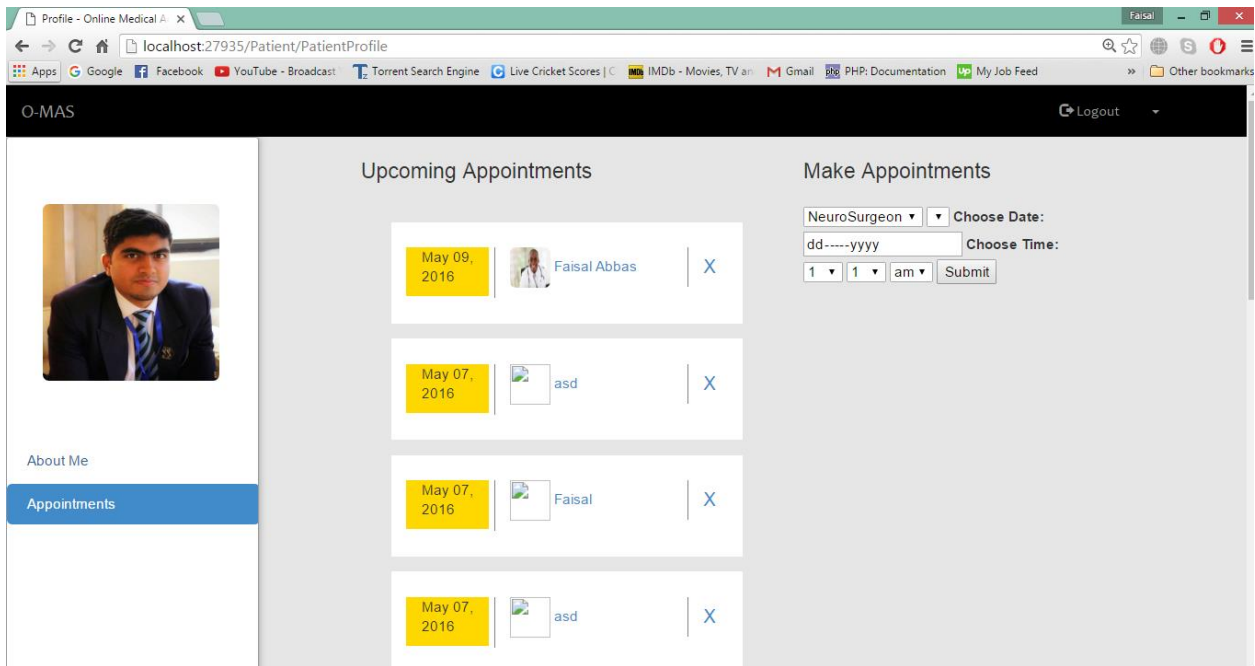 Profile - Online Medical A
Faisal
localhost:27935/Patient/PatientProfile
Apps Google Facebook YouTube - Broadcast Torrent Search Engine Live Cricket Scores | C IMDb - Movies, TV an Gmail PHP: Documentation My Job Feed » Other bookmarks
O-MAS Logout
Upcoming Appointments
Make Appointments
NeuroSurgeon Choose Date:
dd-----yyyy Choose Time:
1 1 am Submit
May 09,
2016
Faisal Abbas X
May 07,
2016
asd X
About Me
Appointments
May 07,
2016
Faisal X
May 07,
2016
asd X